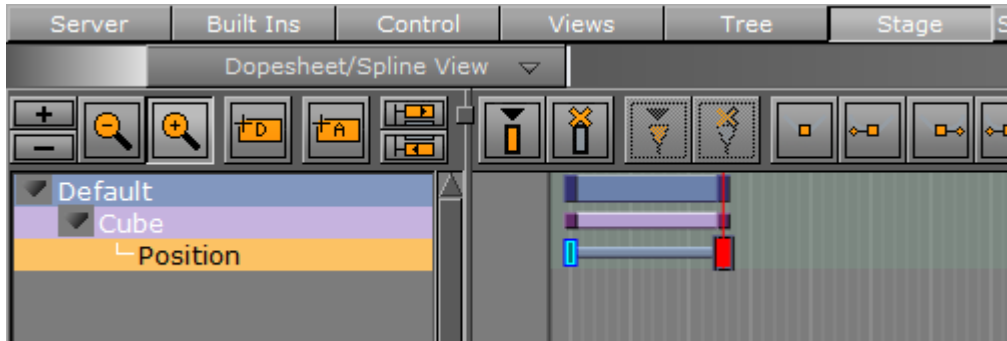 Server Built Ins Control Views Tree Stage S
Dopesheet/Spline View
+ D A
−
Default
Cube
Position